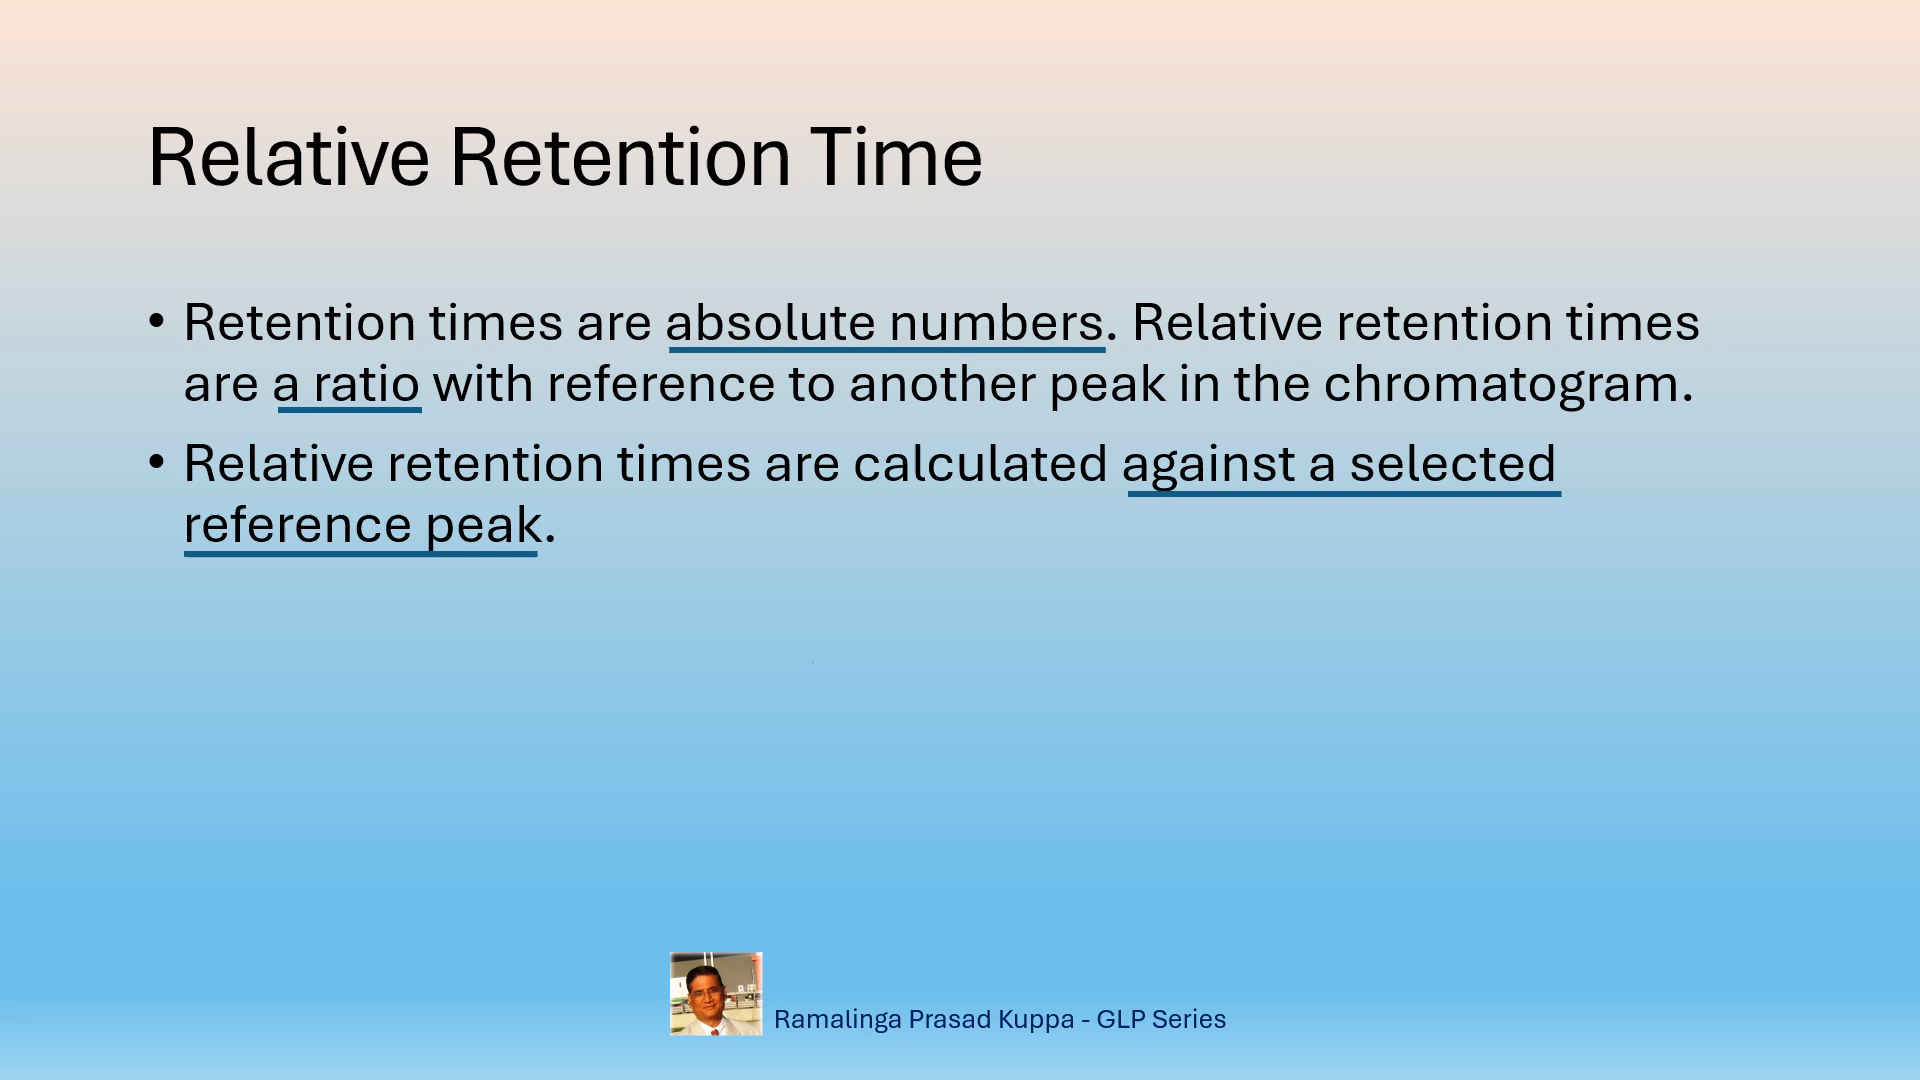 Relative Retention Time
• Retention times are absolute numbers. Relative retention times
are a ratio with reference to another peak in the chromatogram.
• Relative retention times are calculated against a selected
reference peak.
Ramalinga Prasad Kuppa - GLP Series